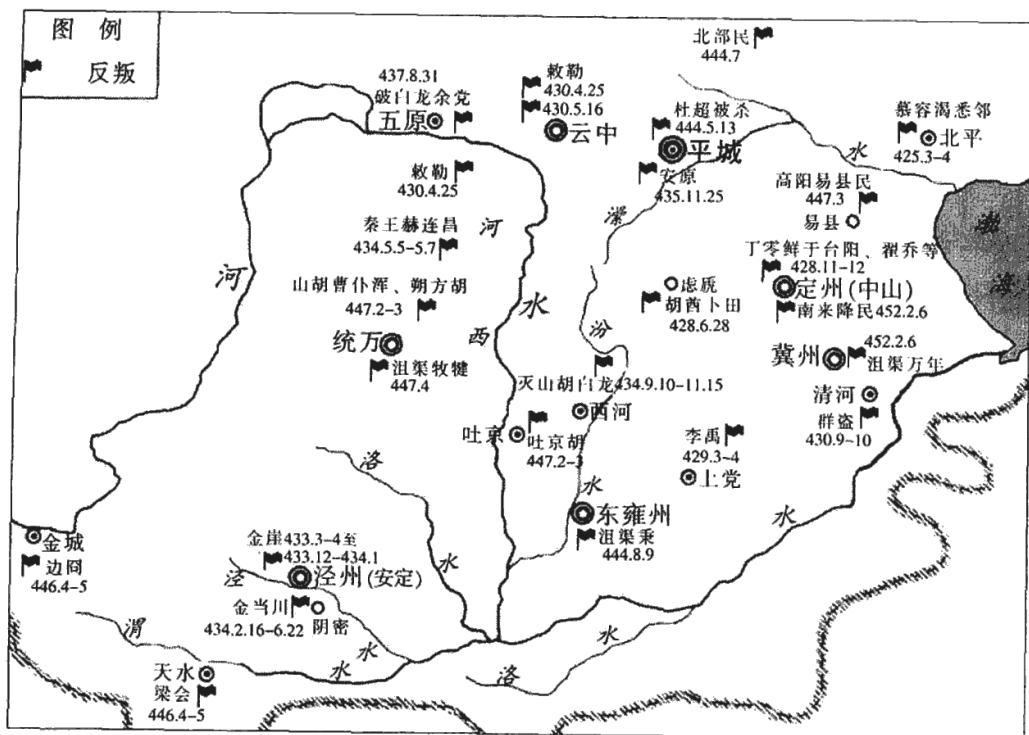 图 例
反叛
北部民
444.7
437.8.31
破白龙余党
五原
敕勒
430.4.25
430.5.16
云中
杜超被杀
444.5.13
平城
安原
435.11.25
慕容渴悉邻
北平
425.3-4
水
敕勒
430.4.25
高阳易县民
447.3
易县
渤
海
秦王赫连昌
434.5.5-5.7
河
河
水
西
丁零鲜于台阳、翟乔等
428.11-12
定州(中山)
南来降民452.2.6
虑虒
胡酋卜田
428.6.28
山胡曹仆浑、朔方胡
447.2-3
统万
沮渠牧犍
447.4
汾
452.2.6
冀州
沮渠万年
清河
群盗
430.9-10
灭山胡白龙434.9.10-11.15
西河
吐京
吐京胡
447.2-3
李禹
429.3-4
上党
洛
水
水
东雍州
沮渠秉
444.8.9
水
金城
边冏
446.4-5
金崖433.3-4至
433.12-434.1
泾
泾州(安定)
金当川
434.2.16-6.22
阴密
水
渭
水
洛
水
天水
梁会
446.4-5